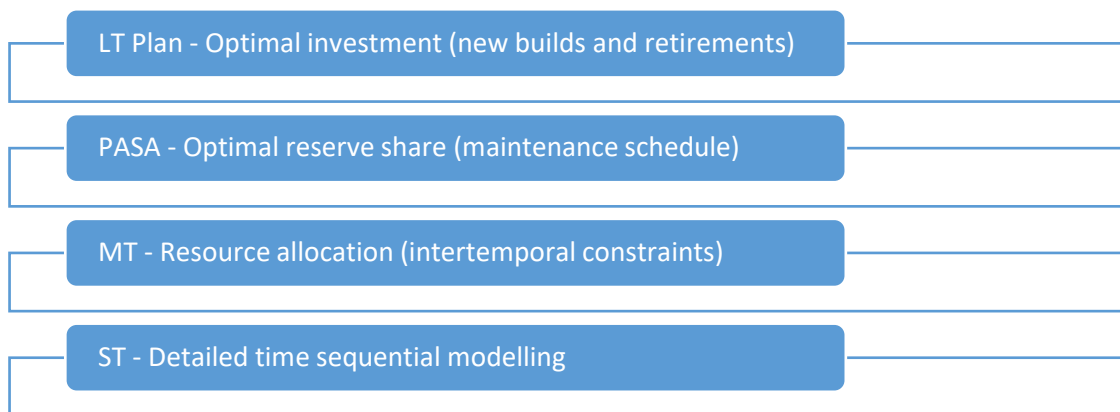 LT Plan - Optimal investment (new builds and retirements)
PASA - Optimal reserve share (maintenance schedule)
MT - Resource allocation (intertemporal constraints)
ST - Detailed time sequential modelling